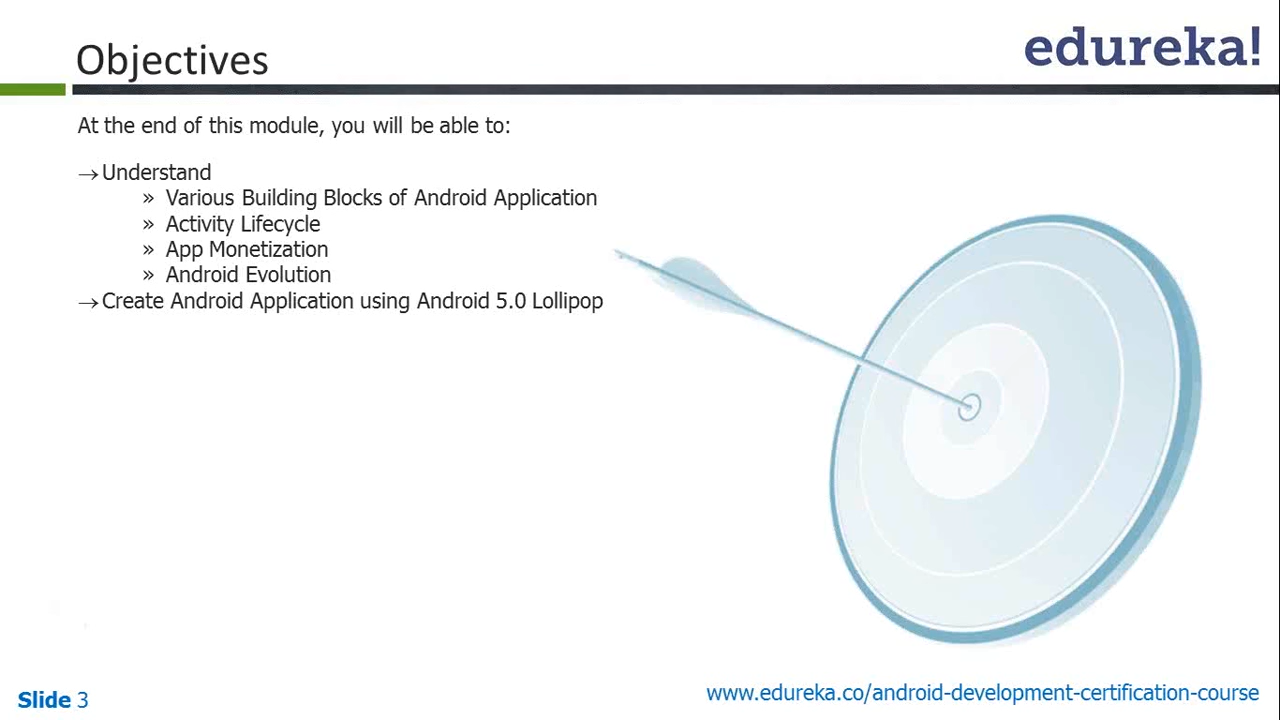 Objectives
edureka!
At the end of this module, you will be able to:
→Understand
» Various Building Blocks of Android Application
» Activity Lifecycle
» App Monetization
» Android Evolution
→Create Android Application using Android 5.0 Lollipop
Slide 3
www.edureka.co/android-development-certification-course